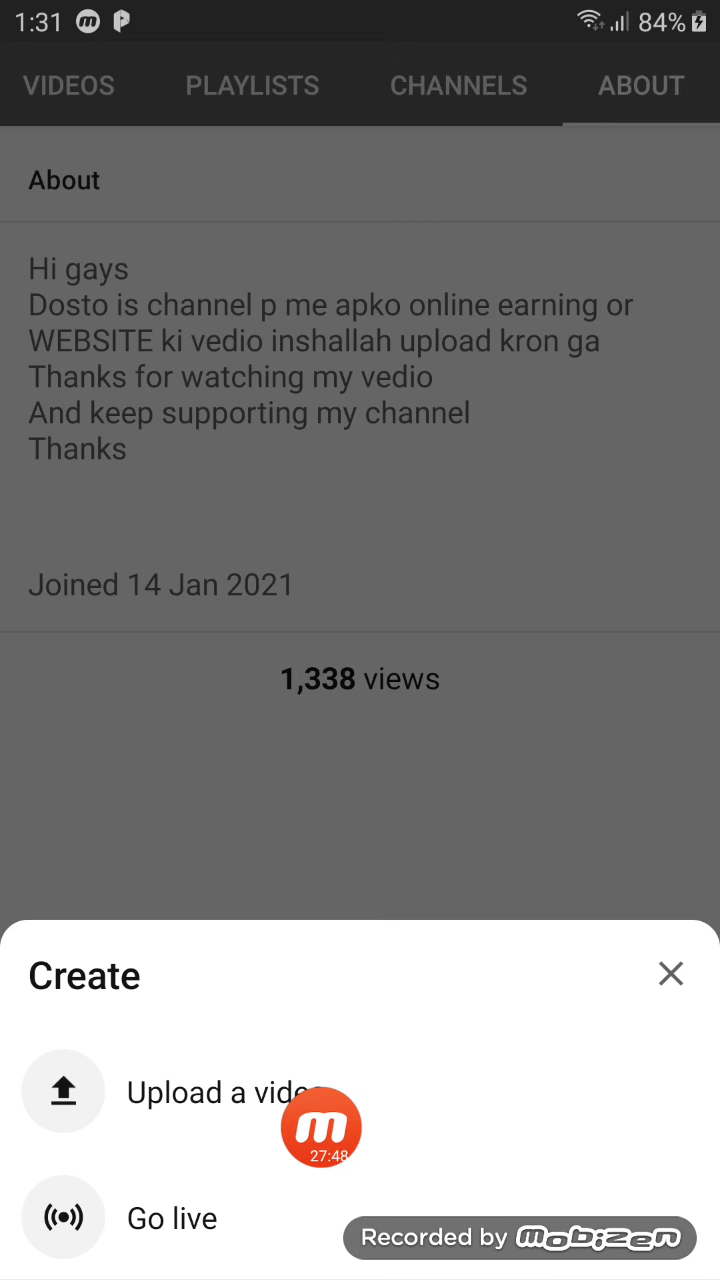 1:31 84%
VIDEOS PLAYLISTS CHANNELS ABOUT
About
Hi gays
Dosto is channel p me apko online earning or
WEBSITE ki vedio inshallah upload kron ga
Thanks for watching my vedio
And keep supporting my channel
Thanks
Joined 14 Jan 2021
1,338 views
Create
Upload a video
m
27:48
Go live
Recorded by mobizen